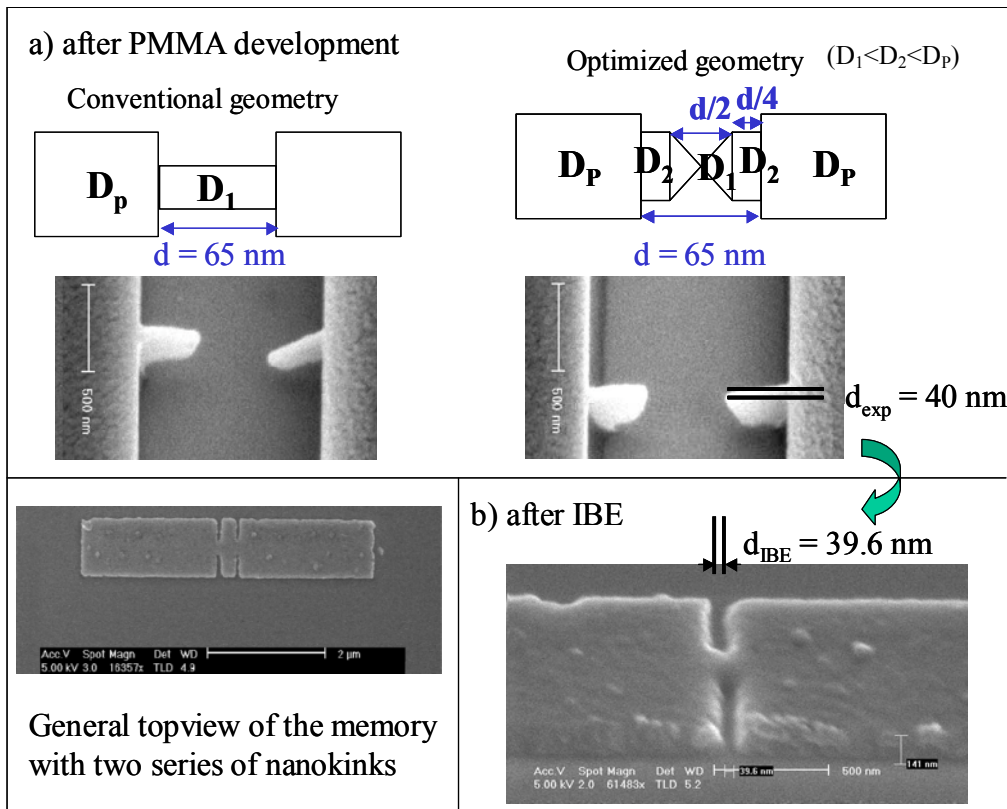 a) after PMMA development
Conventional geometry
Dp
D1
d = 65 nm
500 nm
Optimized geometry (D1<D2<DP)
d/2
d/4
DP
D2
D1
D2
DP
d = 65 nm
500 nm
dexp = 40 nm
Acc.V Spot Magn Det WD
5.00 kV 3.0 16357x TLD 4.9
2 µm
General topview of the memory
with two series of nanokinks
b) after IBE
dIBE = 39.6 nm
141 nm
Acc.V Spot Magn Det WD
5.00 kV 2.0 61483x TLD 5.2
39.6 nm
500 nm